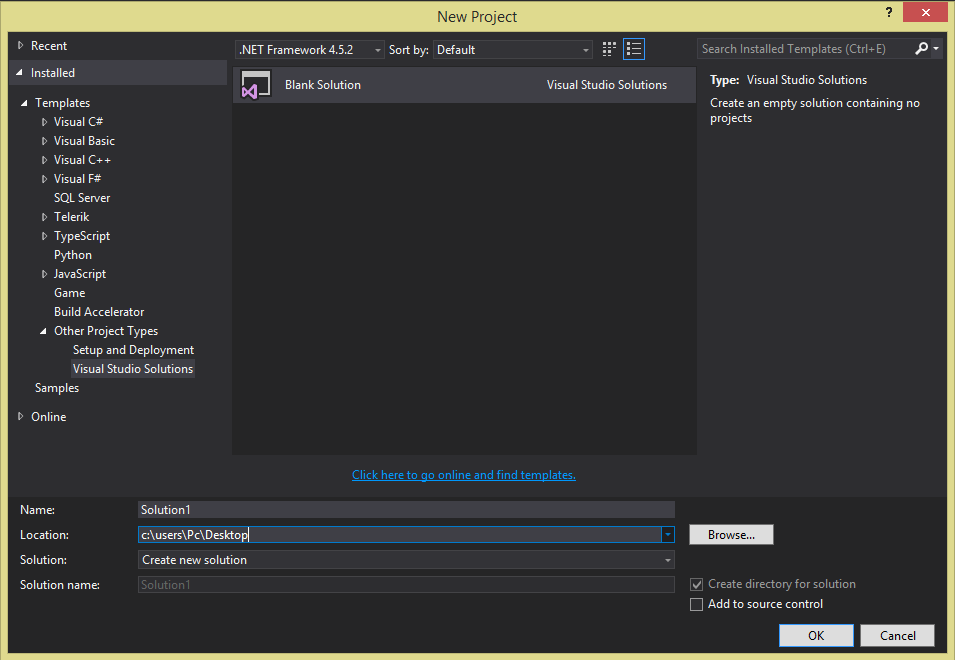 New Project
?
Recent
Installed
Templates
Visual C#
Visual Basic
Visual C++
Visual F#
SQL Server
Telerik
TypeScript
Python
JavaScript
Game
Build Accelerator
Other Project Types
Setup and Deployment
Visual Studio Solutions
Samples
Online
.NET Framework 4.5.2 Sort by: Default
Blank Solution Visual Studio Solutions
Click here to go online and find templates.
Search Installed Templates (Ctrl+E)
Type: Visual Studio Solutions
Create an empty solution containing no
projects
Name: Solution1
Location: c:\users\Pc\Desktop Browse...
Solution: Create new solution
Solution name: Solution1
Create directory for solution
Add to source control
OK Cancel